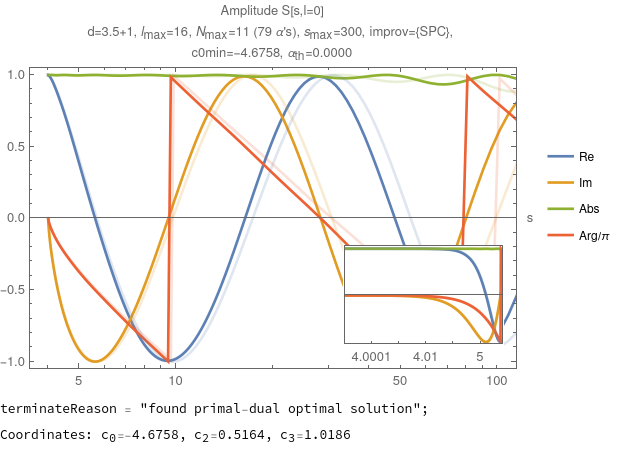 Amplitude S[s,l=0]
d=3.5+1, lmax=16, Nmax=11 (79 α's), smax=300, improv={SPC},
c0min=−4.6758, αth=0.0000
1.0
0.5
0.0
−0.5
−1.0
5
10
50
100
s
4.0001
4.01
5
Re
Im
Abs
Arg/π
terminateReason = "found primal-dual optimal solution";
Coordinates: c0=-4.6758, c2=0.5164, c3=1.0186